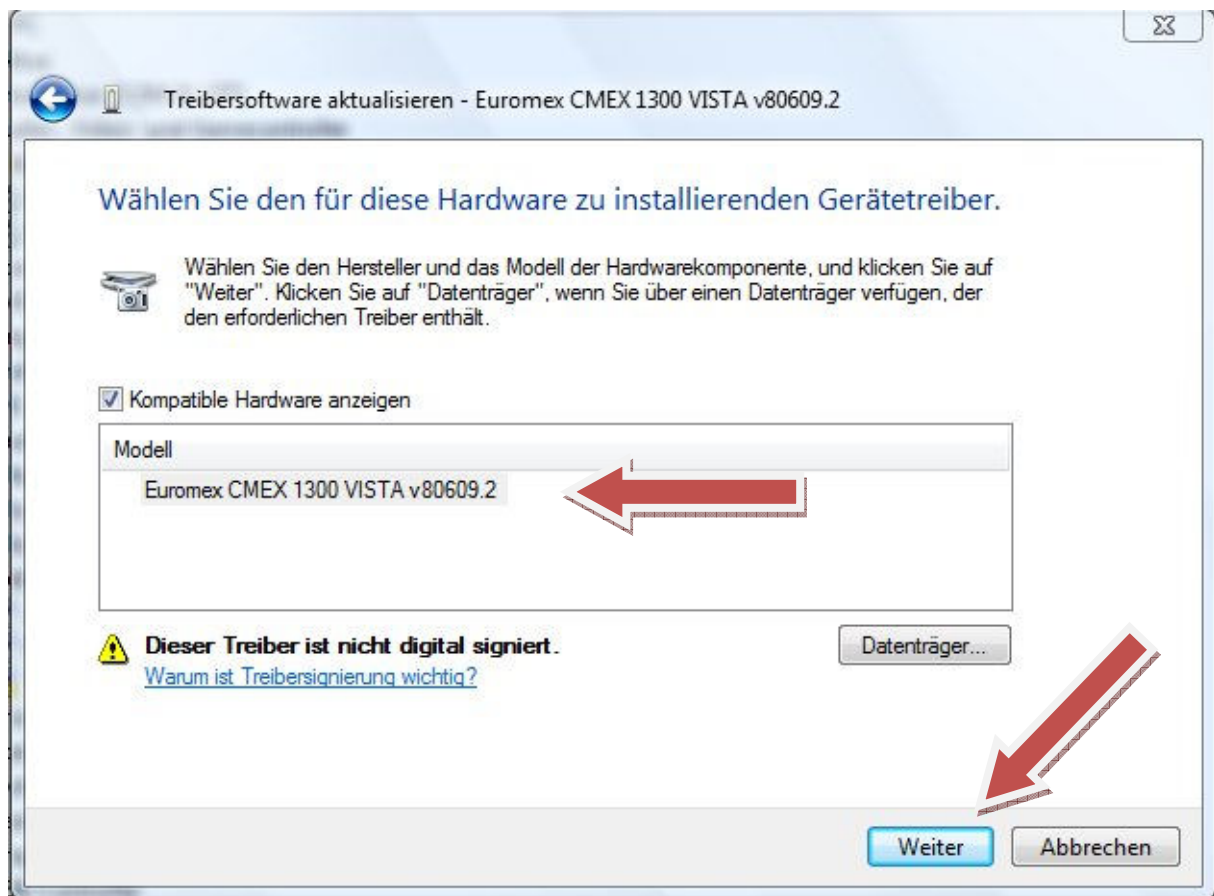 Treibersoftware aktualisieren - Euromex CMEX 1300 VISTA v80609.2
Wählen Sie den für diese Hardware zu installierenden Gerätetreiber.
Wählen Sie den Hersteller und das Modell der Hardwarekomponente, und klicken Sie auf
"Weiter". Klicken Sie auf "Datenträger", wenn Sie über einen Datenträger verfügen, der
den erforderlichen Treiber enthält.
Kompatible Hardware anzeigen
Modell
Euromex CMEX 1300 VISTA v80609.2
Dieser Treiber ist nicht digital signiert.
Datenträger...
Warum ist Treibersignierung wichtig?
Weiter
Abbrechen